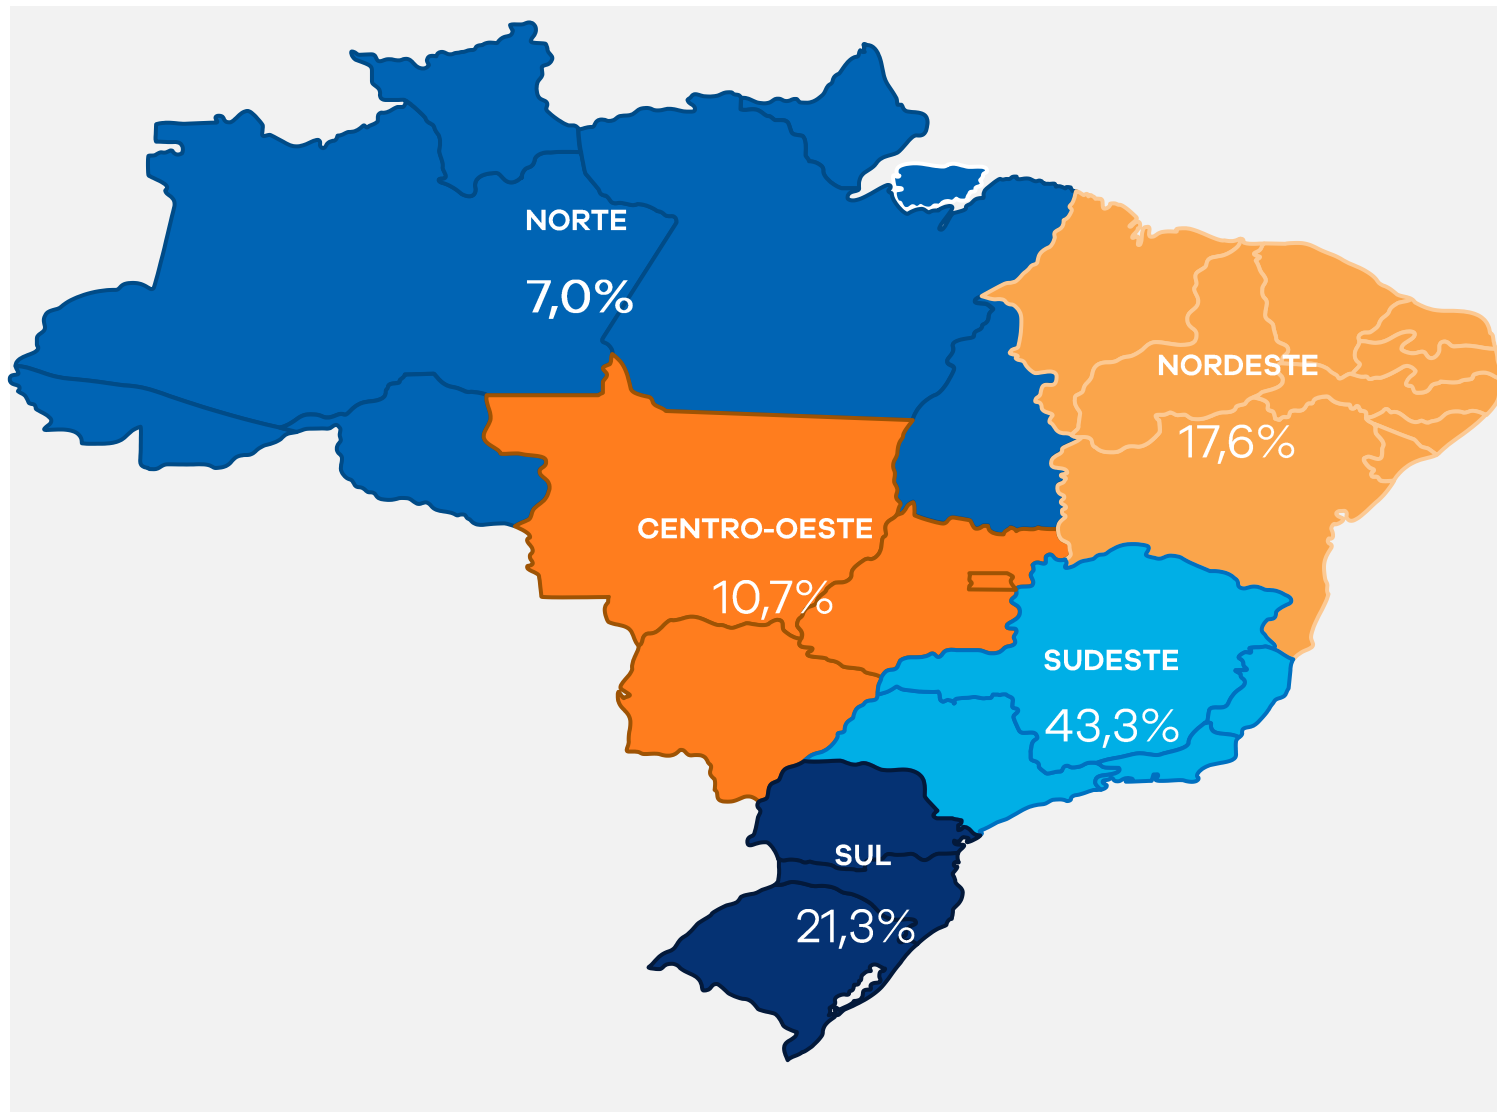 NORTE
7,0%
NORDESTE
17,6%
CENTRO-OESTE
10,7%
SUDESTE
43,3%
SUL
21,3%